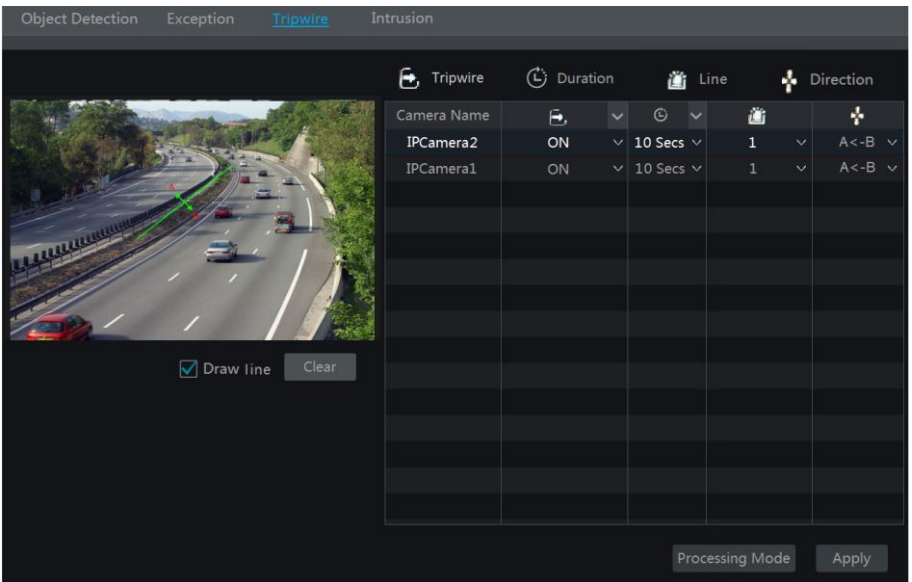 Object Detection Exception Tripwire Intrusion
Tripwire Duration Line Direction
Camera Name
IPCamera2 ON 10 Secs 1 A<-B
IPCamera1 ON 10 Secs 1 A<-B
Draw line Clear
Processing Mode Apply